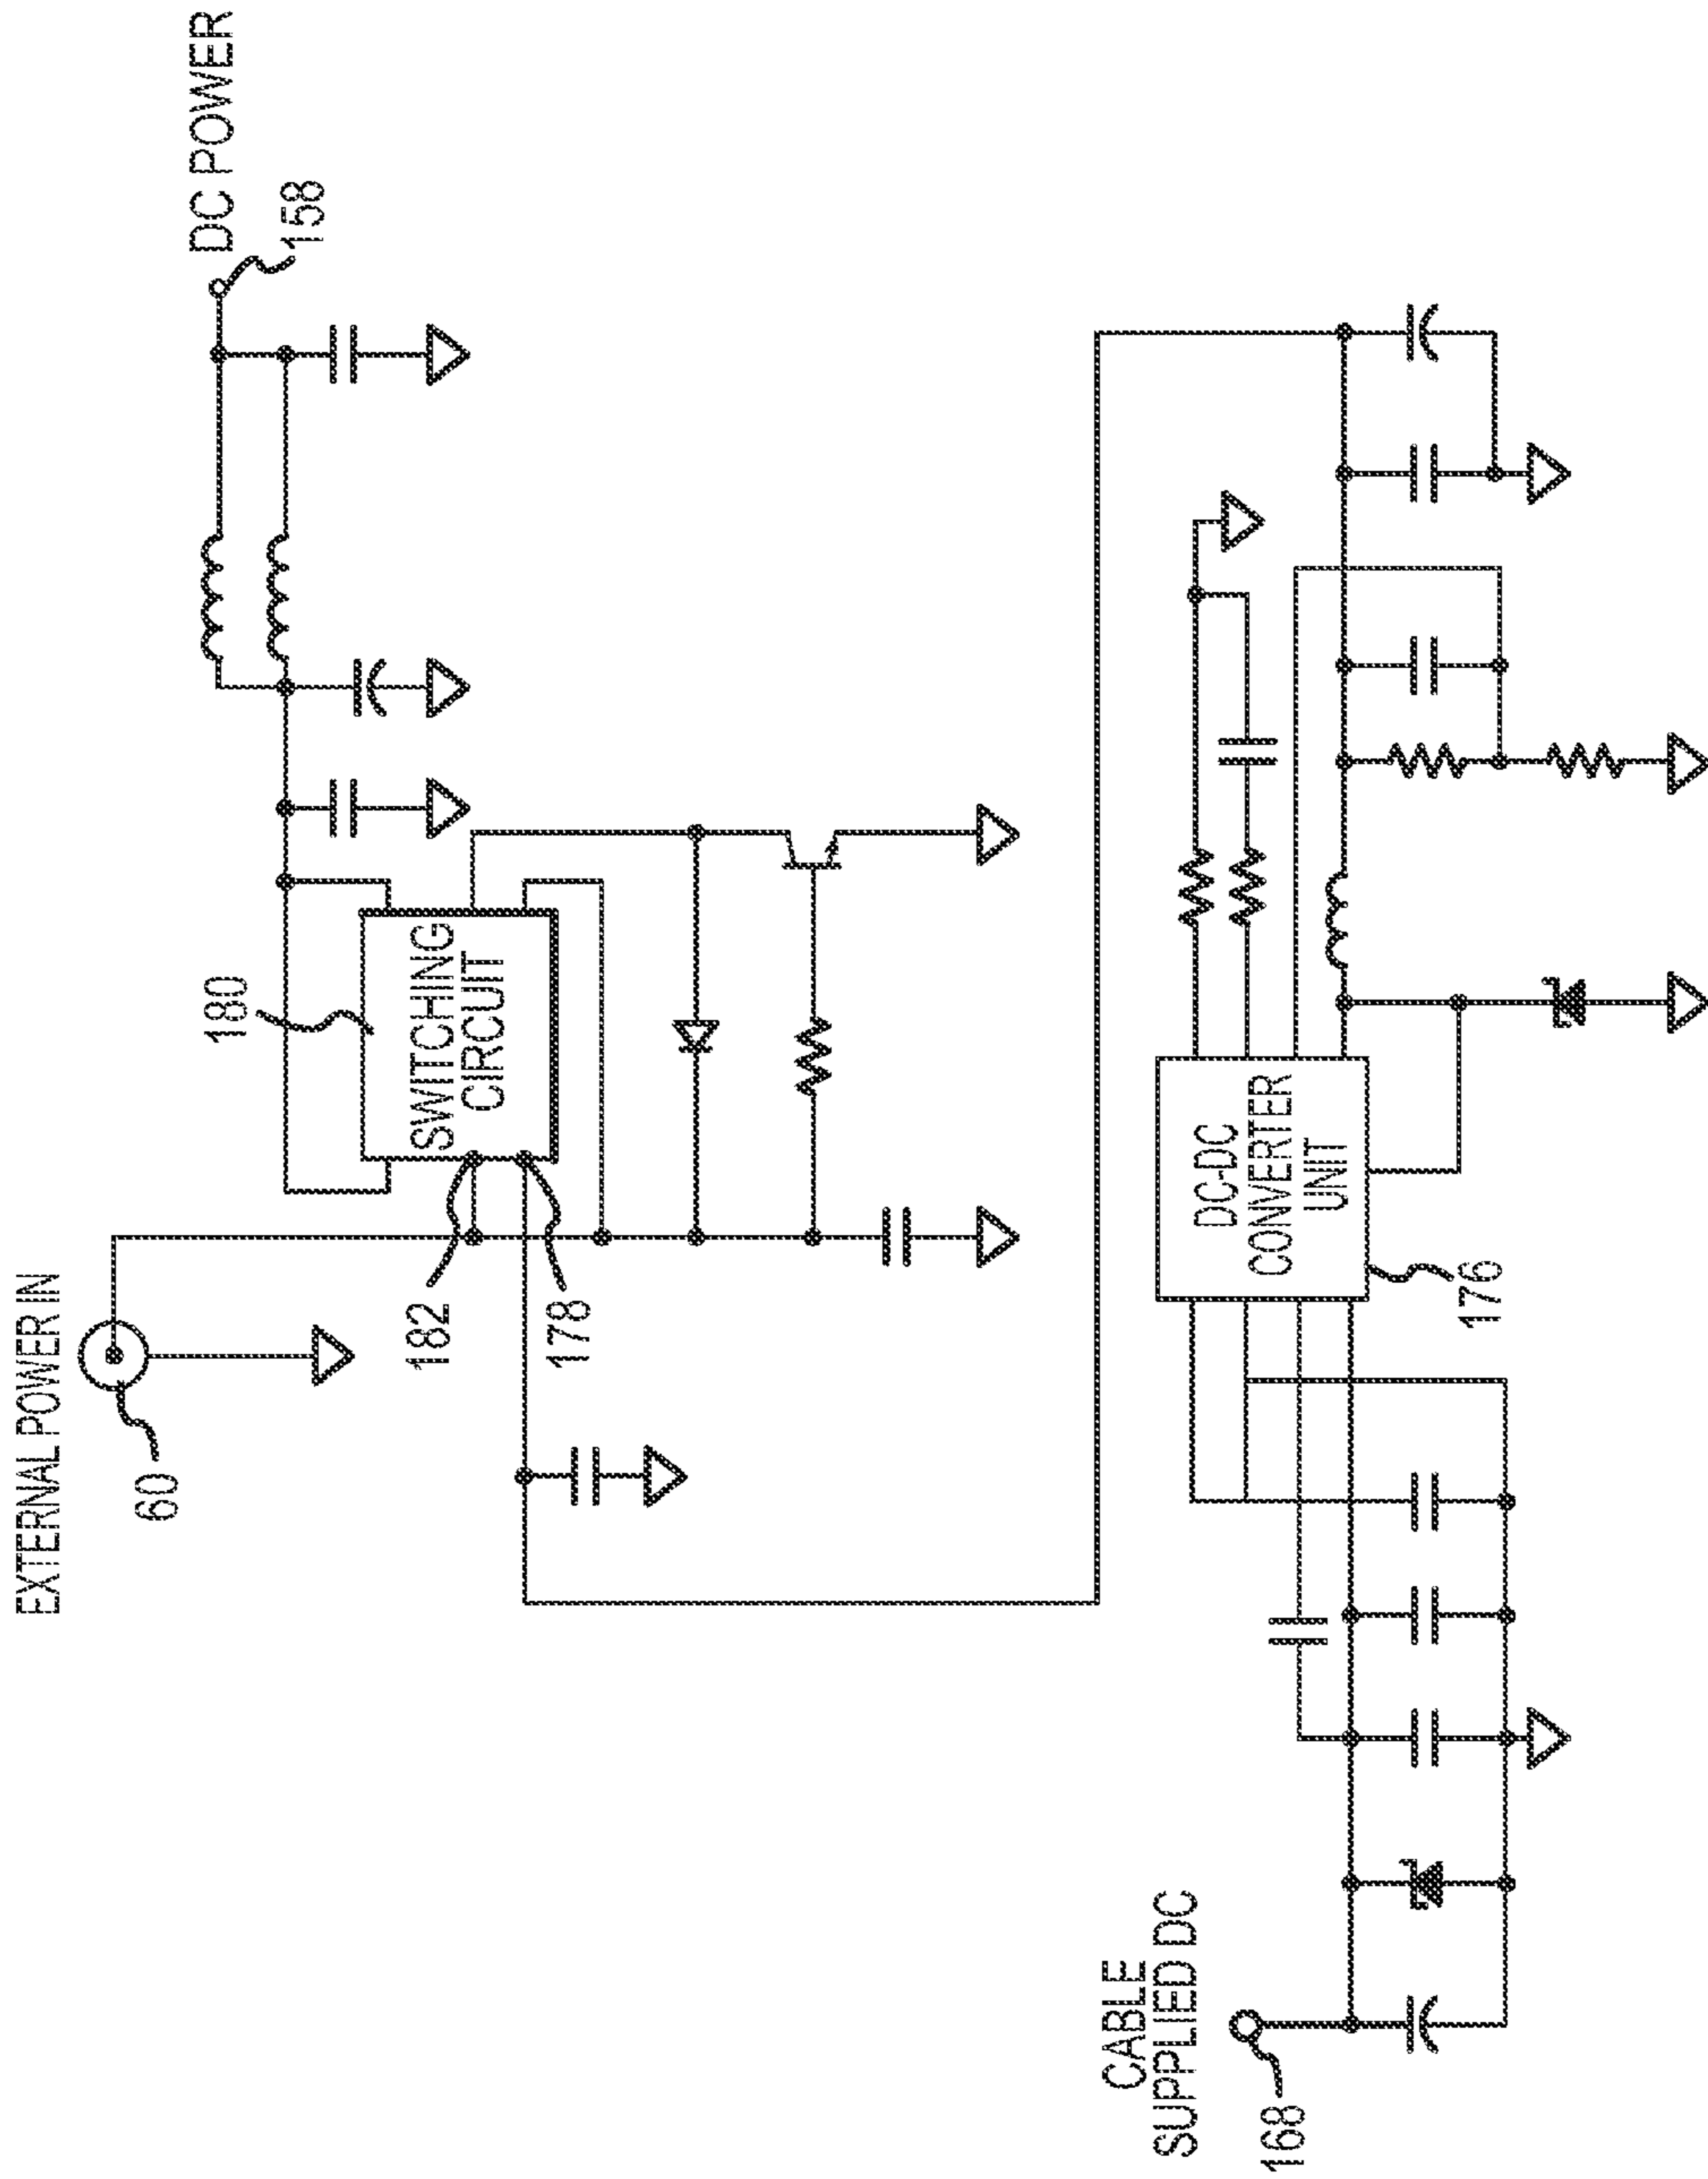 EXTERNAL POWER IN
60
DC POWER
158
180
SWITCHING
CIRCUIT
182
178
CABLE
SUPPLIED DC
168
DC-DC
CONVERTER
UNIT
176